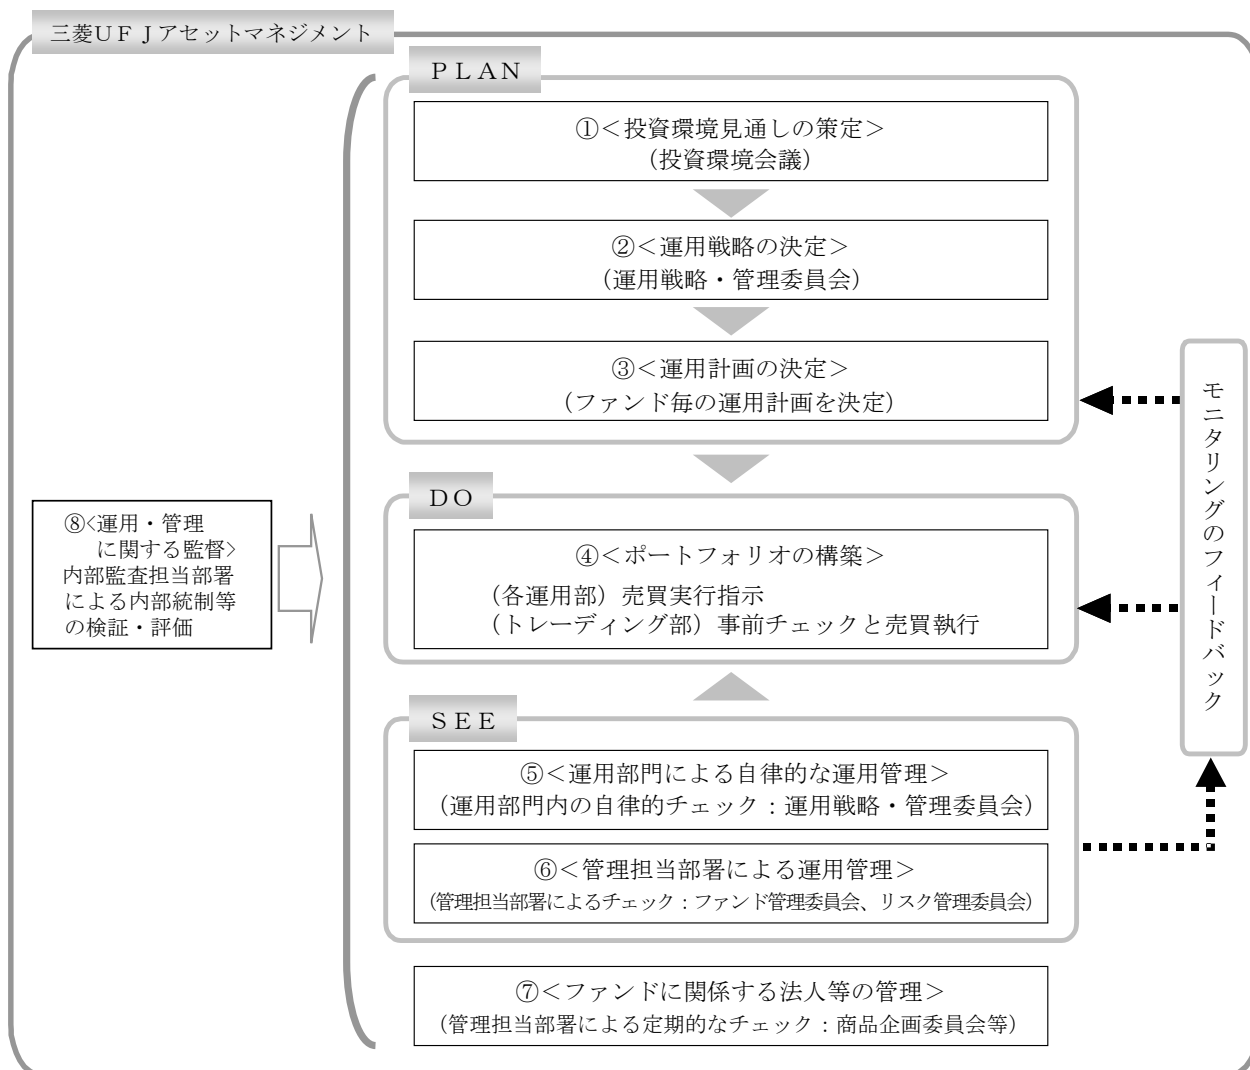 三菱UFJアセットマネジメント
PLAN
①＜投資環境見通しの策定＞
（投資環境会議）
②＜運用戦略の決定＞
（運用戦略・管理委員会）
③＜運用計画の決定＞
（ファンド毎の運用計画を決定）
DO
④＜ポートフォリオの構築＞
（各運用部）売買実行指示
（トレーディング部）事前チェックと売買執行
SEE
⑤＜運用部門による自律的な運用管理＞
（運用部門内の自律的チェック：運用戦略・管理委員会）
⑥＜管理担当部署による運用管理＞
（管理担当部署によるチェック：ファンド管理委員会、リスク管理委員会）
⑦＜ファンドに関係する法人等の管理＞
（管理担当部署による定期的なチェック：商品企画委員会等）
⑧<運用・管理
に関する監督>
内部監査担当部署
による内部統制等
の検証・評価
モニタリングのフィードバック